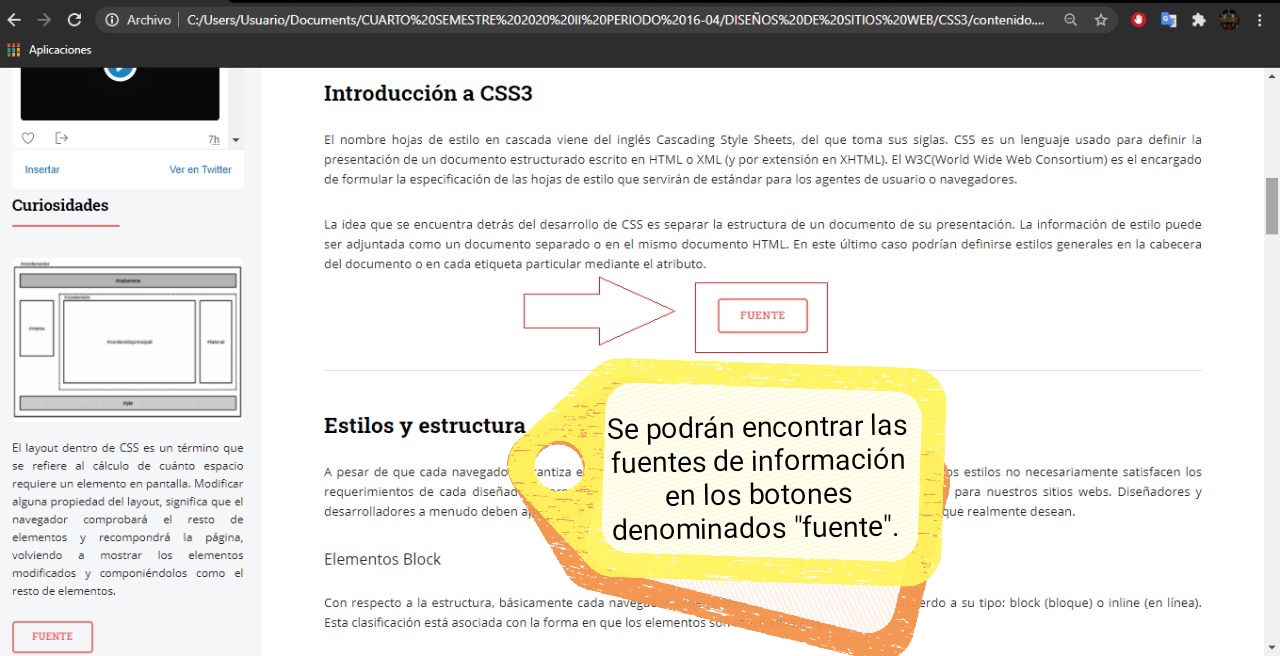 Archivo
C:/Users/Usuario/Documents/CUARTO%20SEMESTRE%202020%20II%20PERIODO%2016-04/DISEÑOS%20DE%20SITIOS%20WEB/CSS3/contenido....
Aplicaciones
7h
Insertar
Ver en Twitter
Curiosidades
#contenedor
#cabecera
#contenido
#menu
#contenidoprincipal
#lateral
#pie
El layout dentro de CSS es un término que
se refiere al cálculo de cuánto espacio
requiere un elemento en pantalla. Modificar
alguna propiedad del layout, significa que el
navegador comprobará el resto de
elementos y recompondrá la página,
volviendo a mostrar los elementos
modificados y componiéndolos como el
resto de elementos.
FUENTE
Introducción a CSS3
El nombre hojas de estilo en cascada viene del inglés Cascading Style Sheets, del que toma sus siglas. CSS es un lenguaje usado para definir la
presentación de un documento estructurado escrito en HTML o XML (y por extensión en XHTML). El W3C(World Wide Web Consortium) es el encargado
de formular la especificación de las hojas de estilo que servirán de estándar para los agentes de usuario o navegadores.
La idea que se encuentra detrás del desarrollo de CSS es separar la estructura de un documento de su presentación. La información de estilo puede
ser adjuntada como un documento separado o en el mismo documento HTML. En este último caso podrían definirse estilos generales en la cabecera
del documento o en cada etiqueta particular mediante el atributo.
FUENTE
Estilos y estructura
A pesar de que cada estilos no necesariamente satisfacen los
requerimientos de cada para nuestros sitios webs. Diseñadores y
desarrolladores a menudo deben que realmente desean.
Elementos Block
Con respecto a la estructura, básicamente cada a su tipo: block (bloque) o inline (en línea).
Esta clasificación está asociada con la forma en que los elementos
Se podrán encontrar las
fuentes de información
en los botones
denominados "fuente".